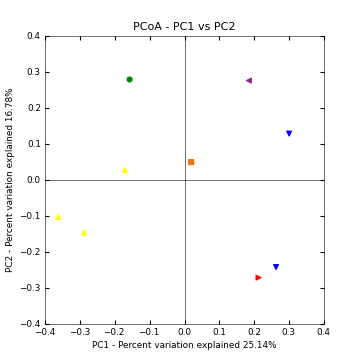 PCoA - PC1 vs PC2
PC2 - Percent variation explained 16.78%
0.4
0.3
0.2
0.1
0.0
−0.1
−0.2
−0.3
−0.4
−0.4 −0.3 −0.2 −0.1 0.0 0.1 0.2 0.3 0.4
PC1 - Percent variation explained 25.14%